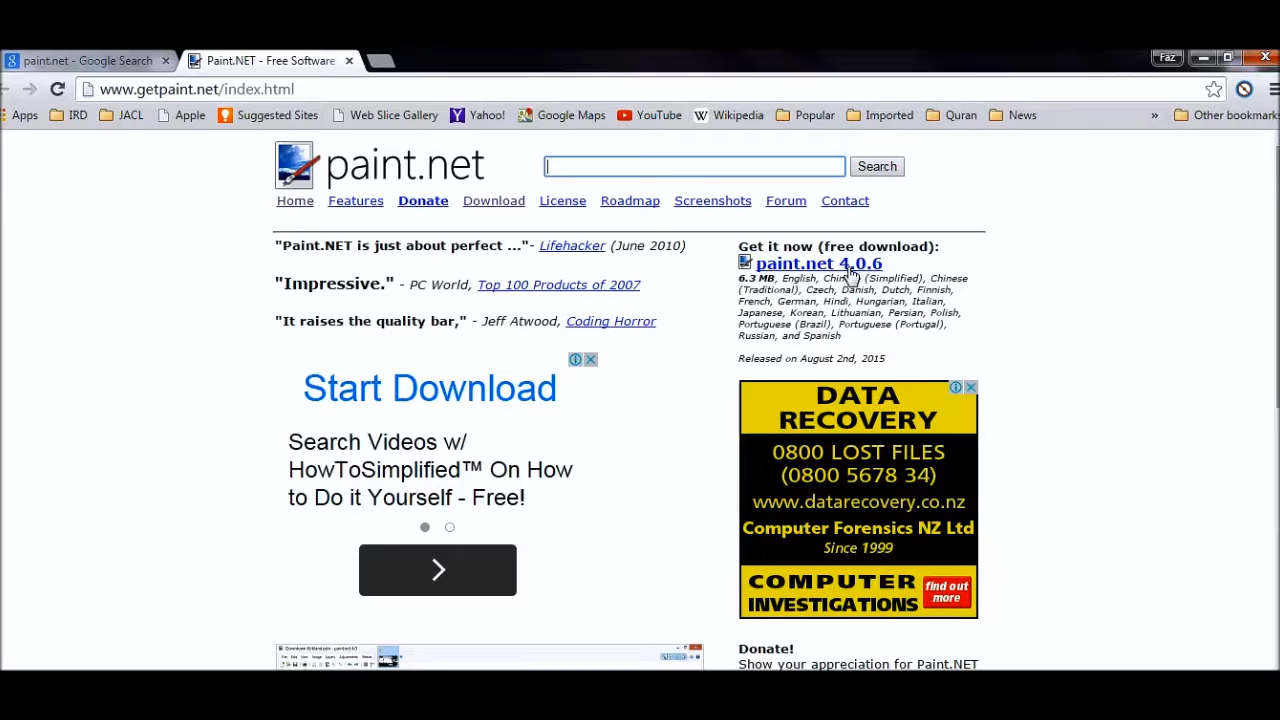 paint.net - Google Search
Paint.NET - Free Software
Faz
www.getpaint.net/index.html
Apps IRD JACL Apple Suggested Sites Web Slice Gallery Yahoo! Google Maps YouTube Wikipedia Popular Imported Quran News » Other bookmarks
paint.net
Search
Home Features Donate Download License Roadmap Screenshots Forum Contact
"Paint.NET is just about perfect ..."- Lifehacker (June 2010)
"Impressive." - PC World, Top 100 Products of 2007
"It raises the quality bar," - Jeff Atwood, Coding Horror
Start Download
Search Videos w/
HowToSimplified™ On How
to Do it Yourself - Free!
Get it now (free download):
paint.net 4.0.6
6.3 MB, English, (Simplified), Chinese
(Traditional), Czech, Danish, Dutch, Finnish,
French, German, Hindi, Hungarian, Italian,
Japanese, Korean, Lithuanian, Persian, Polish,
Portuguese (Brazil), Portuguese (Portugal),
Russian, and Spanish
Released on August 2nd, 2015
DATA
RECOVERY
0800 LOST FILES
(0800 5678 34)
www.datarecovery.co.nz
Computer Forensics NZ Ltd
Since 1999
COMPUTER
INVESTIGATIONS
find out
more
Donate!
Show your appreciation for Paint.NET